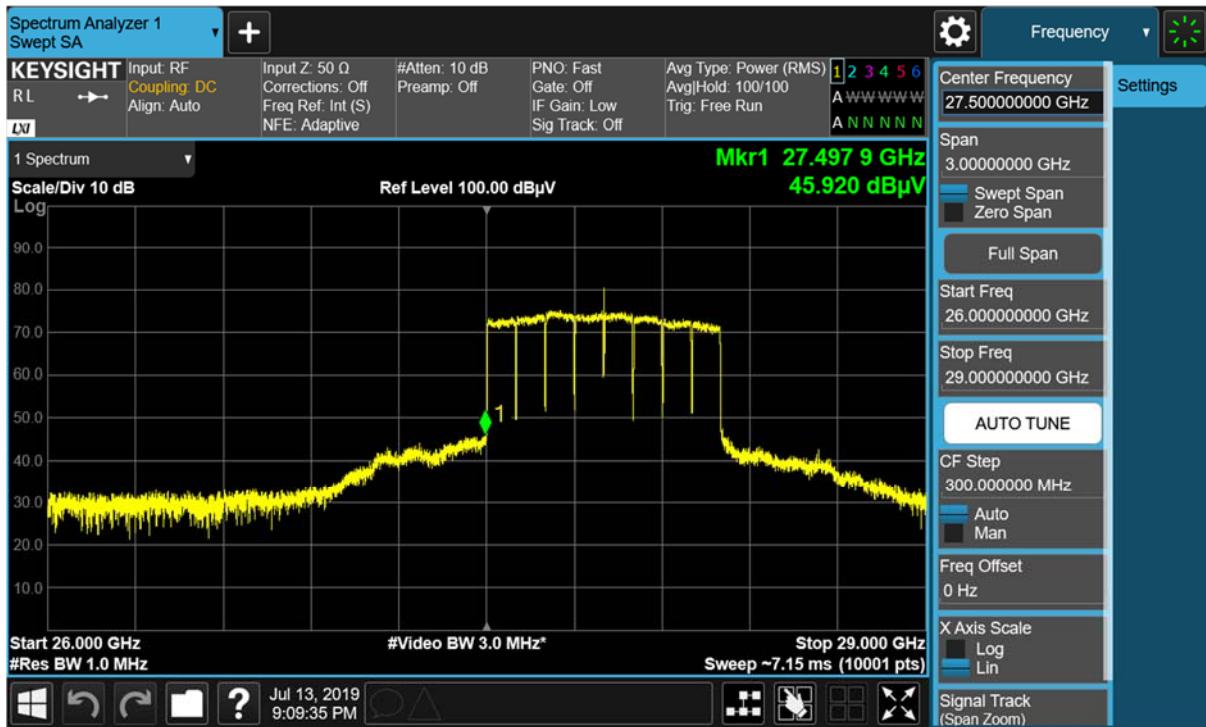 Spectrum Analyzer 1
Swept SA
+
Frequency
KEYSIGHT
RL
LXI
Input: RF
Coupling: DC
Align: Auto
Input Z: 50 Ω
Corrections: Off
Freq Ref: Int (S)
NFE: Adaptive
#Atten: 10 dB
Preamp: Off
PNO: Fast
Gate: Off
IF Gain: Low
Sig Track: Off
Avg Type: Power (RMS)
Avg|Hold: 100/100
Trig: Free Run
1 2 3 4 5 6
A W W W W W
A N N N N N
1 Spectrum
Mkr1 27.497 9 GHz
Scale/Div 10 dB
Ref Level 100.00 dBµV
45.920 dBµV
Log
90.0
80.0
70.0
60.0
50.0
40.0
30.0
20.0
10.0
1
Start 26.000 GHz
#Video BW 3.0 MHz*
Stop 29.000 GHz
#Res BW 1.0 MHz
Sweep ~7.15 ms (10001 pts)
Settings
Center Frequency
27.500000000 GHz
Span
3.00000000 GHz
Swept Span
Zero Span
Full Span
Start Freq
26.000000000 GHz
Stop Freq
29.000000000 GHz
AUTO TUNE
CF Step
300.000000 MHz
Auto
Man
Freq Offset
0 Hz
X Axis Scale
Log
Lin
Signal Track
(Span Zoom)
?
Jul 13, 2019
9:09:35 PM